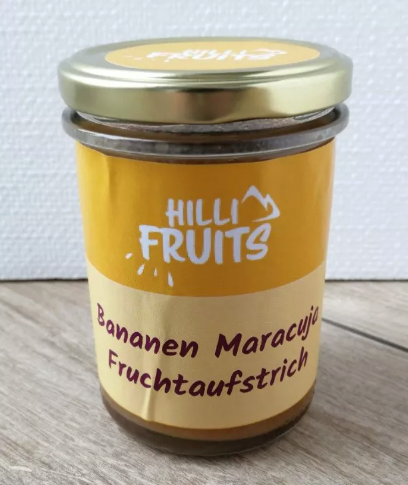 HILLI
FRUITS
HILLI
FRUITS
Bananen Maracuja
Fruchtaufstrich